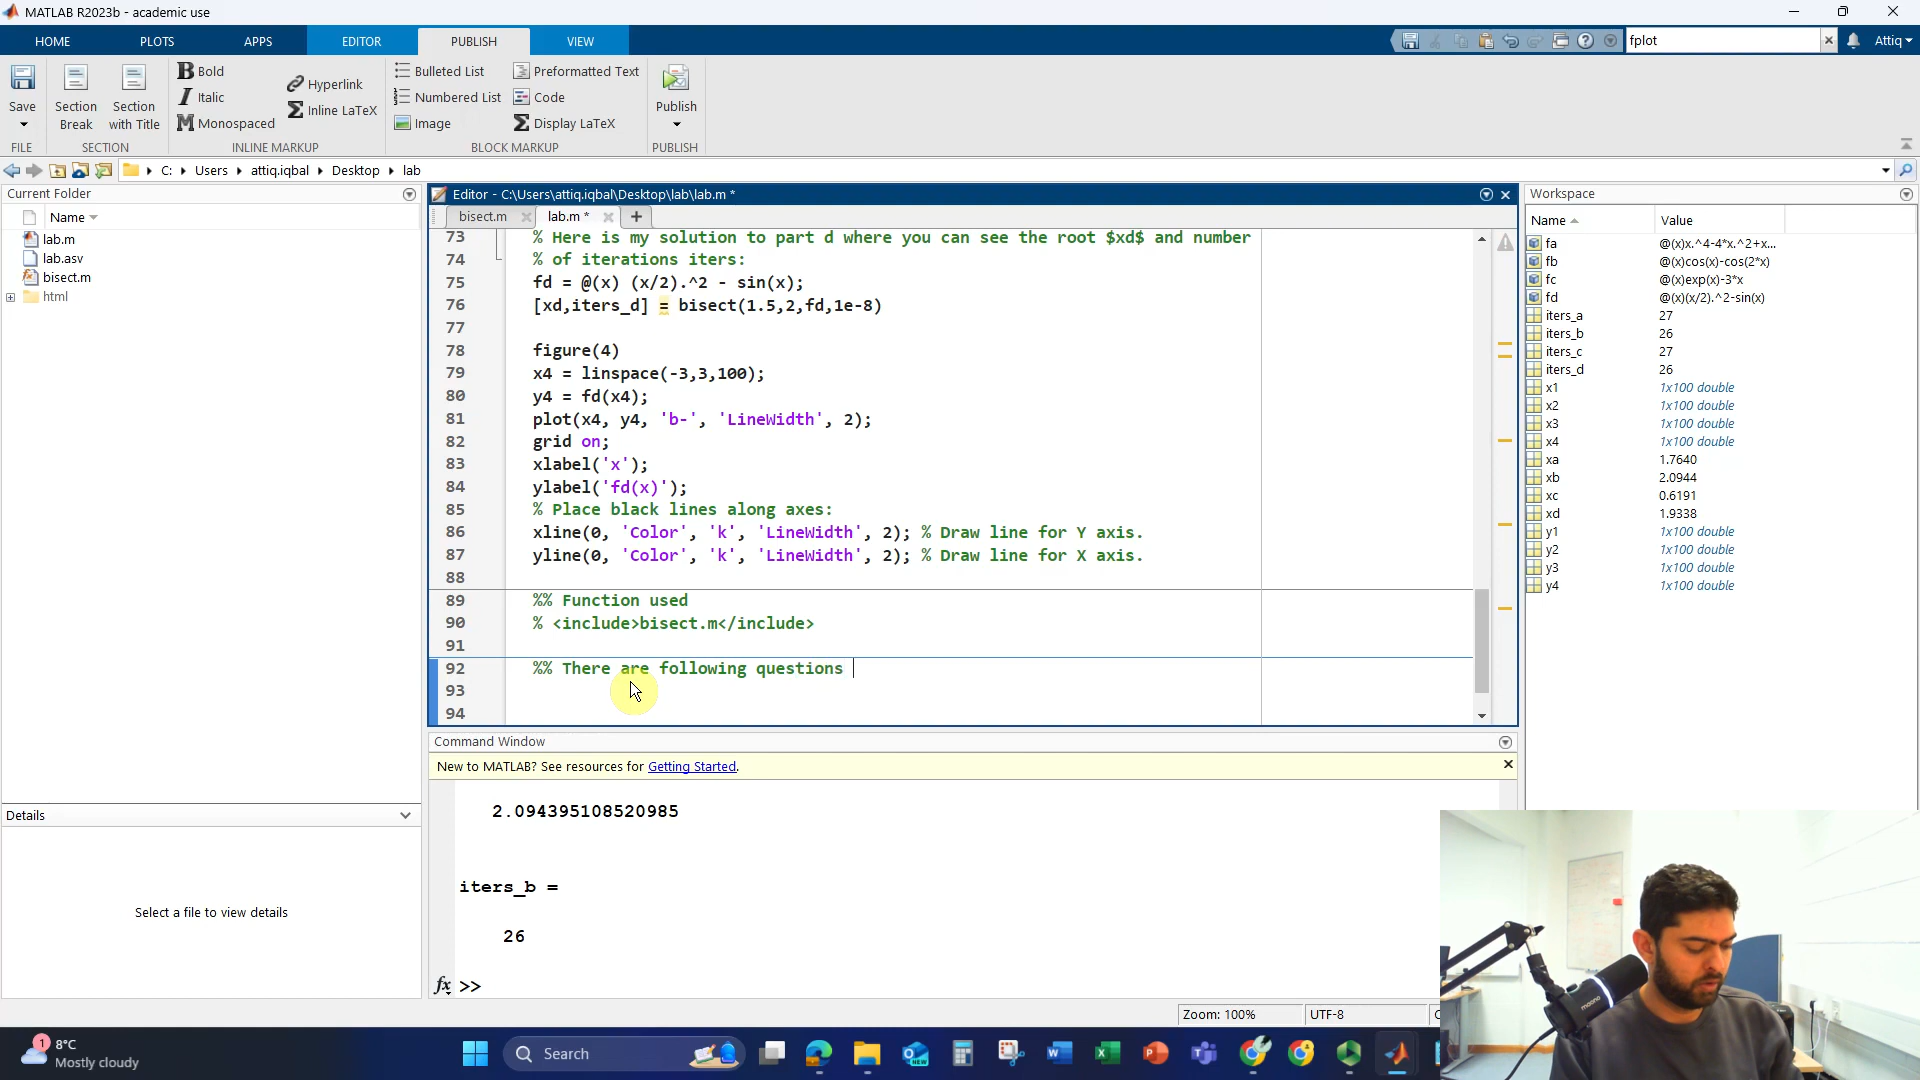 MATLAB R2023b - academic use
HOME PLOTS APPS EDITOR PUBLISH VIEW fplot Attiq
Save
Section Break
Section with Title
Bold
Italic
Monospaced
Hyperlink
Inline LaTeX
Bulleted List
Numbered List
Image
Preformatted Text
Code
Display LaTeX
Publish
FILE SECTION INLINE MARKUP BLOCK MARKUP PUBLISH
C: Users attiq.iqbal Desktop lab
Current Folder
Name
lab.m
lab.asv
bisect.m
html
Details
Select a file to view details
Editor - C:\Users\attiq.iqbal\Desktop\lab\lab.m *
bisect.m lab.m *
73 % Here is my solution to part d where you can see the root $xd$ and number
74 % of iterations iters:
75 fd = @(x) (x/2).^2 - sin(x);
76 [xd,iters_d] = bisect(1.5,2,fd,1e-8)
77
78 figure(4)
79 x4 = linspace(-3,3,100);
80 y4 = fd(x4);
81 plot(x4, y4, 'b-', 'LineWidth', 2);
82 grid on;
83 xlabel('x');
84 ylabel('fd(x)');
85 % Place black lines along axes:
86 xline(0, 'Color', 'k', 'LineWidth', 2); % Draw line for Y axis.
87 yline(0, 'Color', 'k', 'LineWidth', 2); % Draw line for X axis.
88
89 %% Function used
90 % <include>bisect.m</include>
91
92 %% There are following questions
93
94
Command Window
New to MATLAB? See resources for Getting Started.
2.094395108520985
iters_b =
26
fx >>
Workspace
Name Value
fa @(x)x.^4-4*x.^2+x...
fb @(x)cos(x)-cos(2*x)
fc @(x)exp(x)-3*x
fd @(x)(x/2).^2-sin(x)
iters_a 27
iters_b 26
iters_c 27
iters_d 26
x1 1x100 double
x2 1x100 double
x3 1x100 double
x4 1x100 double
xa 1.7640
xb 2.0944
xc 0.6191
xd 1.9338
y1 1x100 double
y2 1x100 double
y3 1x100 double
y4 1x100 double
Zoom: 100% UTF-8
1
8°C
Mostly cloudy
Search